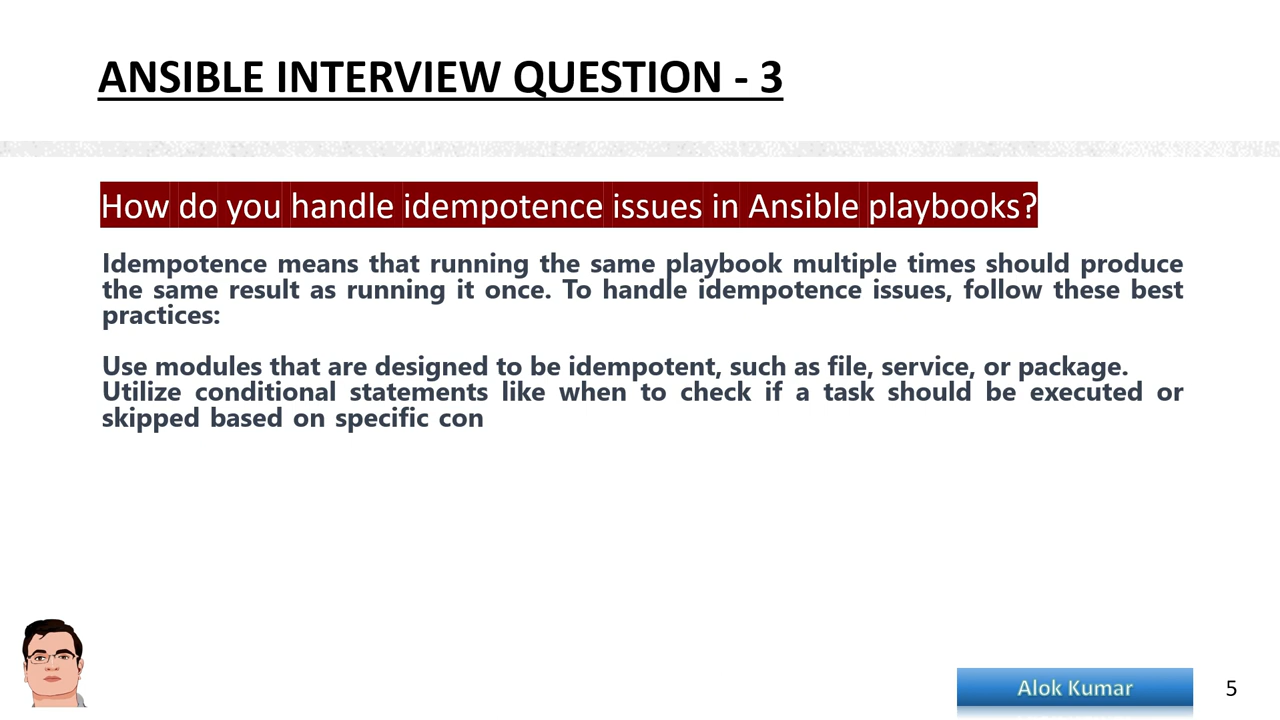 ANSIBLE INTERVIEW QUESTION - 3
How do you handle idempotence issues in Ansible playbooks?
Idempotence means that running the same playbook multiple times should produce
the same result as running it once. To handle idempotence issues, follow these best
practices:
Use modules that are designed to be idempotent, such as file, service, or package.
Utilize conditional statements like when to check if a task should be executed or
skipped based on specific con
Alok Kumar
5